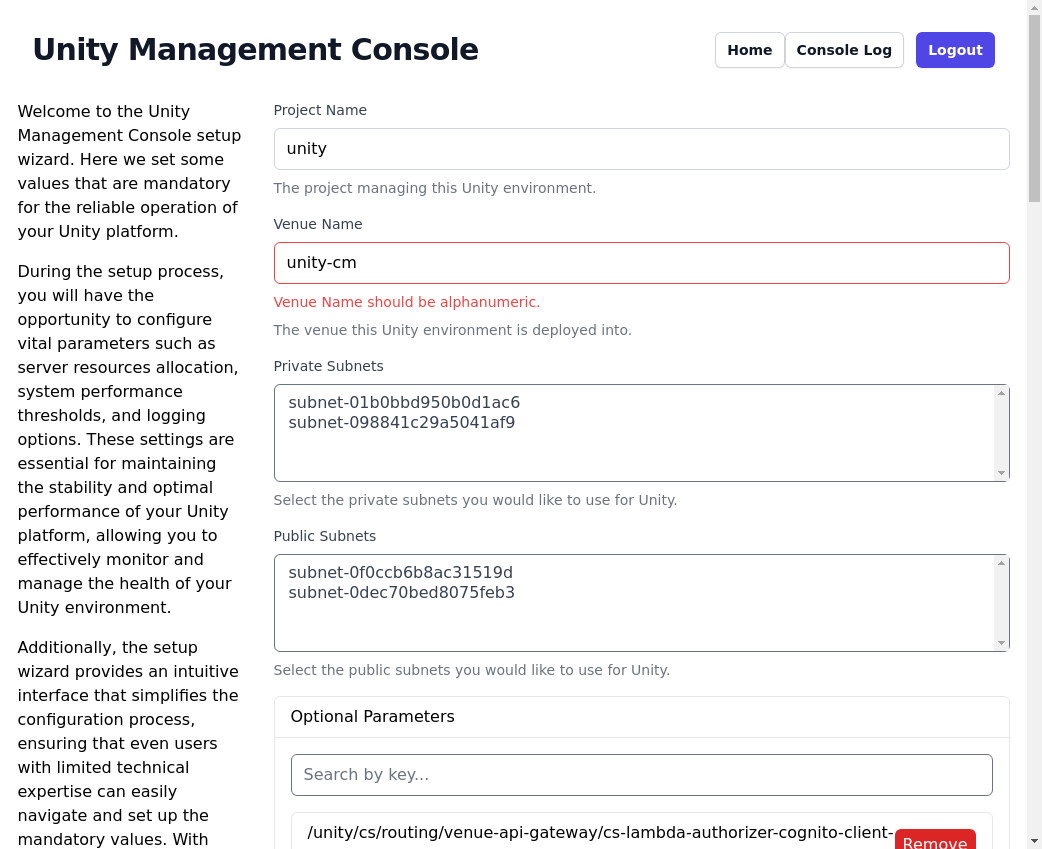 Unity Management Console
Home
Console Log
Logout
Welcome to the Unity
Management Console setup
wizard. Here we set some
values that are mandatory
for the reliable operation of
your Unity platform.
During the setup process,
you will have the
opportunity to configure
vital parameters such as
server resources allocation,
system performance
thresholds, and logging
options. These settings are
essential for maintaining
the stability and optimal
performance of your Unity
platform, allowing you to
effectively monitor and
manage the health of your
Unity environment.
Additionally, the setup
wizard provides an intuitive
interface that simplifies the
configuration process,
ensuring that even users
with limited technical
expertise can easily
navigate and set up the
mandatory values. With
Project Name
unity
The project managing this Unity environment.
Venue Name
unity-cm
Venue Name should be alphanumeric.
The venue this Unity environment is deployed into.
Private Subnets
subnet-01b0bbd950b0d1ac6
subnet-098841c29a5041af9
Select the private subnets you would like to use for Unity.
Public Subnets
subnet-0f0ccb6b8ac31519d
subnet-0dec70bed8075feb3
Select the public subnets you would like to use for Unity.
Optional Parameters
Search by key...
/unity/cs/routing/venue-api-gateway/cs-lambda-authorizer-cognito-client-
Remove